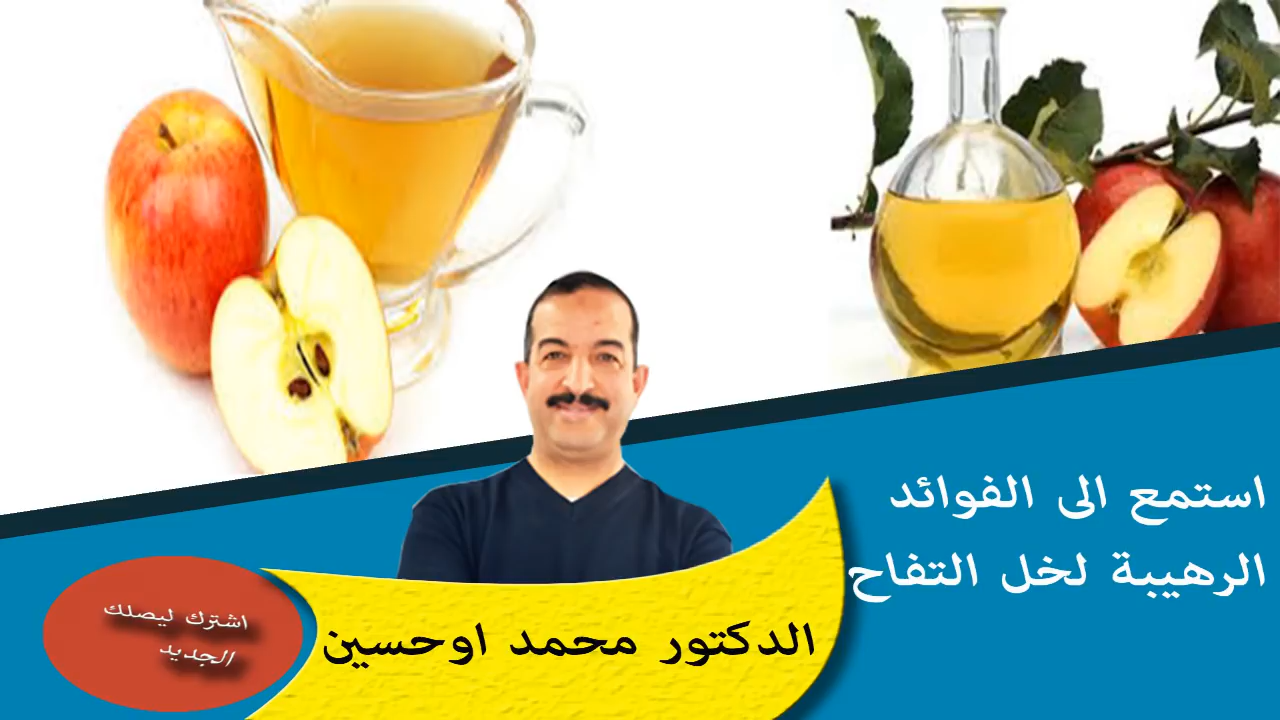 استمع الى الفوائد
الرهيبة لخل التفاح
الدكتور محمد اوحسين
اشترك ليصلك
الجديد